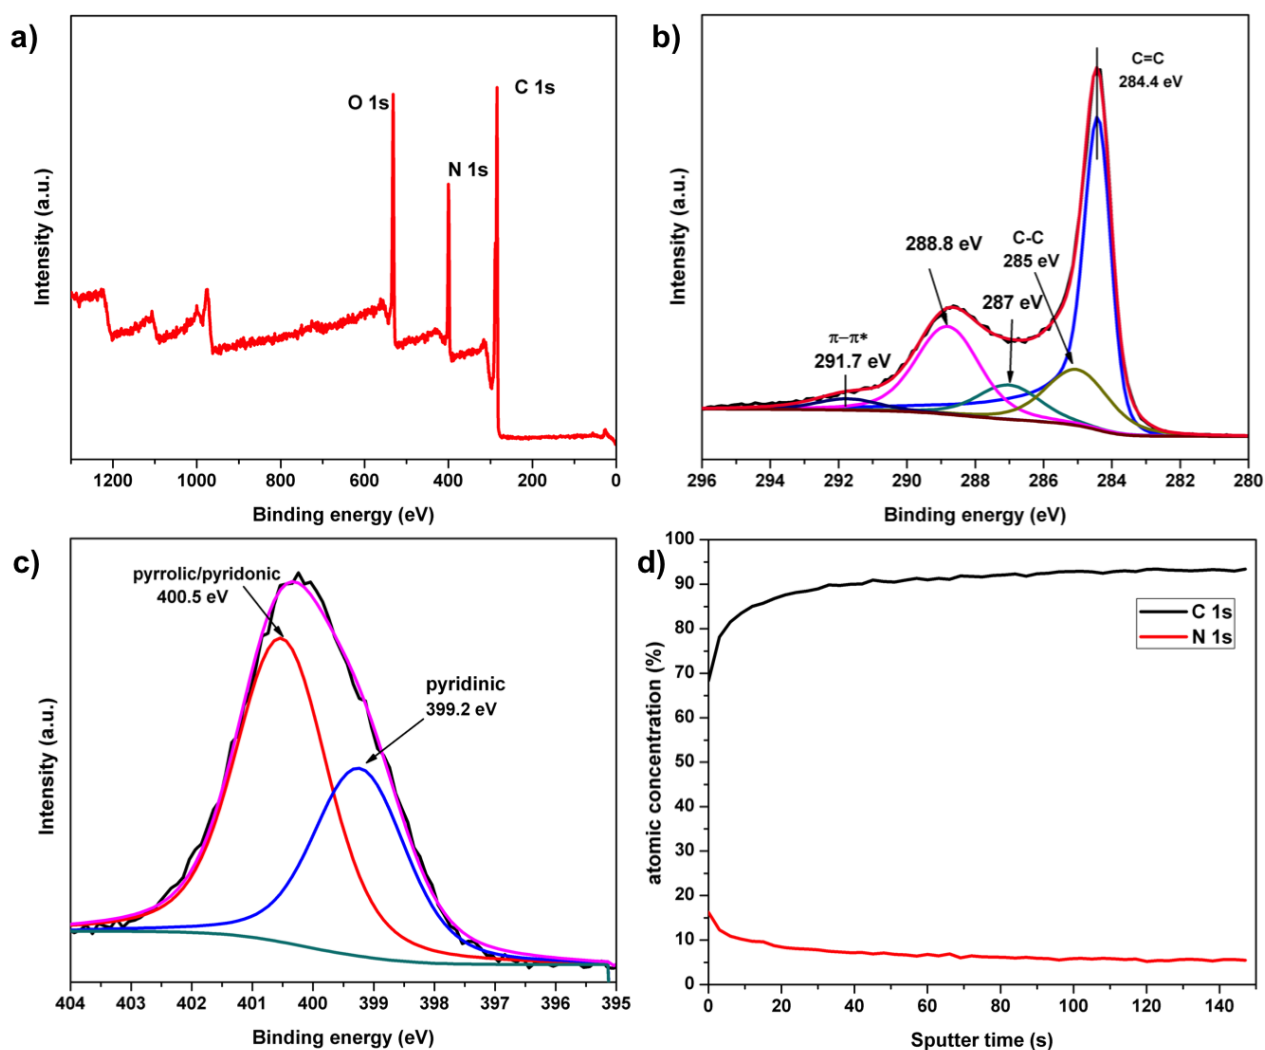 a)
O 1s
C 1s
N 1s
Intensity (a.u.)
1200 1000 800 600 400 200 0
Binding energy (eV)
b)
C=C
284.4 eV
C-C
285 eV
288.8 eV
287 eV
π–π*
291.7 eV
Intensity (a.u.)
296 294 292 290 288 286 284 282 280
Binding energy (eV)
c)
pyrrolic/pyridonic
400.5 eV
pyridinic
399.2 eV
Intensity (a.u.)
404 403 402 401 400 399 398 397 396 395
Binding energy (eV)
d)
100
90
80
70
60
50
40
30
20
10
0
C 1s
N 1s
atomic concentration (%)
0 20 40 60 80 100 120 140
Sputter time (s)